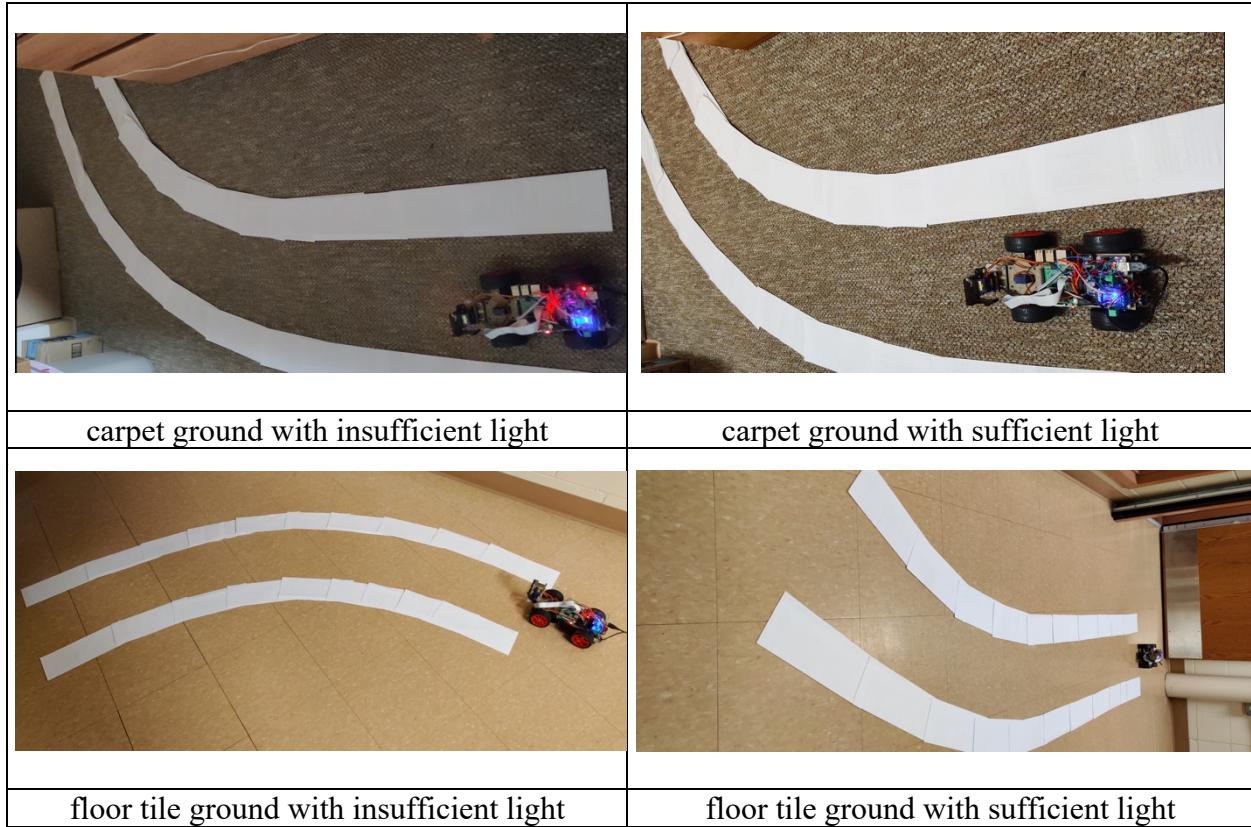 carpet ground with insufficient light
carpet ground with sufficient light
floor tile ground with insufficient light
floor tile ground with sufficient light